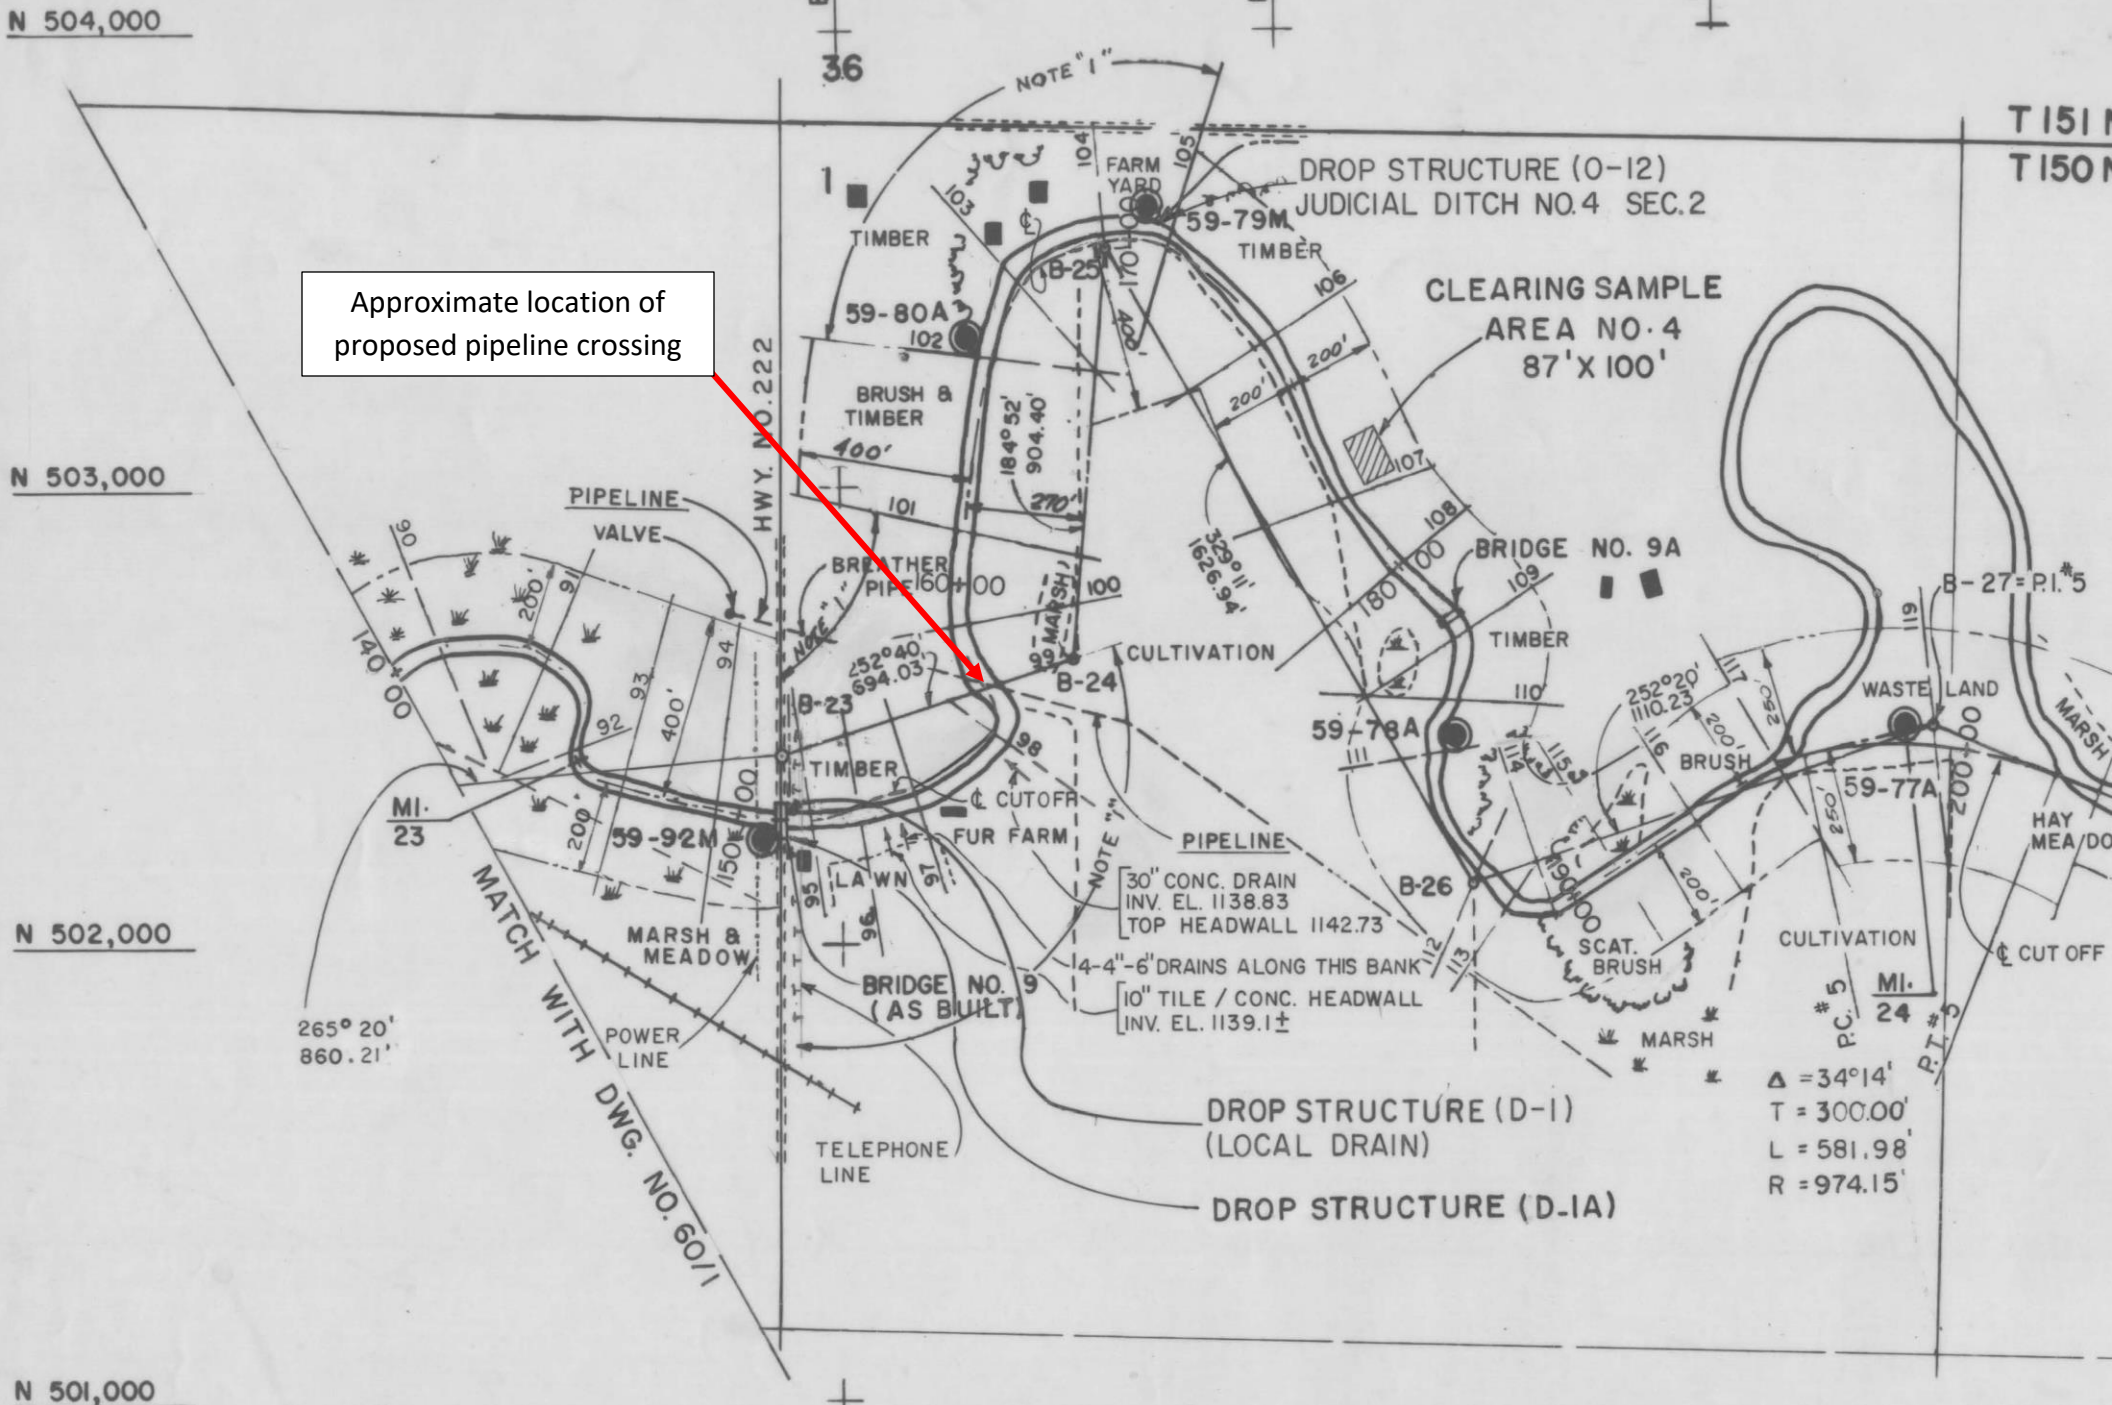 N 504,000
36
NOTE "1"
T 151 N
T 150 N
1
103
104
105
FARM
YARD
DROP STRUCTURE (O-12)
JUDICIAL DITCH NO.4 SEC.2
59-79M
TIMBER
TIMBER
℄
B-25
170+00
106
CLEARING SAMPLE
AREA NO. 4
87' X 100'
Approximate location of
proposed pipeline crossing
59-80A
102
400'
200'
200'
HWY. NO. 222
BRUSH &
TIMBER
400'
184°52'
904.40'
270'
107
N 503,000
PIPELINE
VALVE
101
329°11'
1626.94'
108
BREATHER
PIPE
160+00
100
MARSH
180+00
BRIDGE NO. 9A
109
B-27=P.I.#5
119
90
91
200'
93
94
NOTE "1"
140+00
252°40'
694.03'
99
B-24
CULTIVATION
TIMBER
110
252°20'
1110.23'
117
250'
WASTE LAND
MARSH
B-23
92
400'
98
59-78A
111
114
115
116
200'
BRUSH
59-77A
200+00
TIMBER
℄ CUTOFF
MI.
23
200'
59-92M
150+00
FUR FARM
NOTE "1"
PIPELINE
250'
HAY
MEADO
95
LAWN
97
96
30" CONC. DRAIN
INV. EL. 1138.83
TOP HEADWALL 1142.73
B-26
190+00
200'
MATCH WITH DWG. NO. 60/1
N 502,000
MARSH &
MEADOW
4-4"-6" DRAINS ALONG THIS BANK
112
113
SCAT.
BRUSH
CULTIVATION
℄ CUT OFF
BRIDGE NO. 9
(AS BUILT)
10" TILE / CONC. HEADWALL
INV. EL. 1139.1±
P.C. #5
MI.
24
P.T. #5
265°20'
860.21'
POWER
LINE
MARSH
Δ =34°14'
T = 300.00'
L = 581.98'
R = 974.15'
DROP STRUCTURE (D-1)
(LOCAL DRAIN)
TELEPHONE
LINE
DROP STRUCTURE (D-1A)
N 501,000